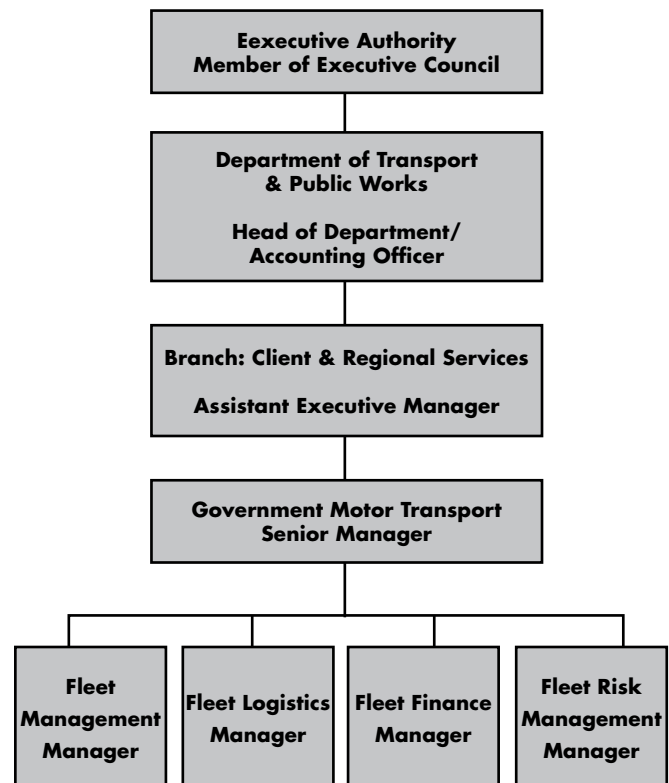 Eexecutive Authority
Member of Executive Council
Department of Transport
& Public Works
Head of Department/
Accounting Officer
Branch: Client & Regional Services
Assistant Executive Manager
Government Motor Transport
Senior Manager
Fleet
Management
Manager
Fleet Logistics
Manager
Fleet Finance
Manager
Fleet Risk
Management
Manager